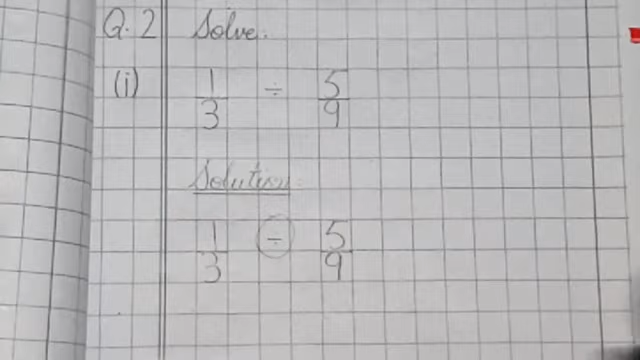 Q.2 Solve.
(i) 1/3 ÷ 5/9
Solution
1/3 ÷ 5/9